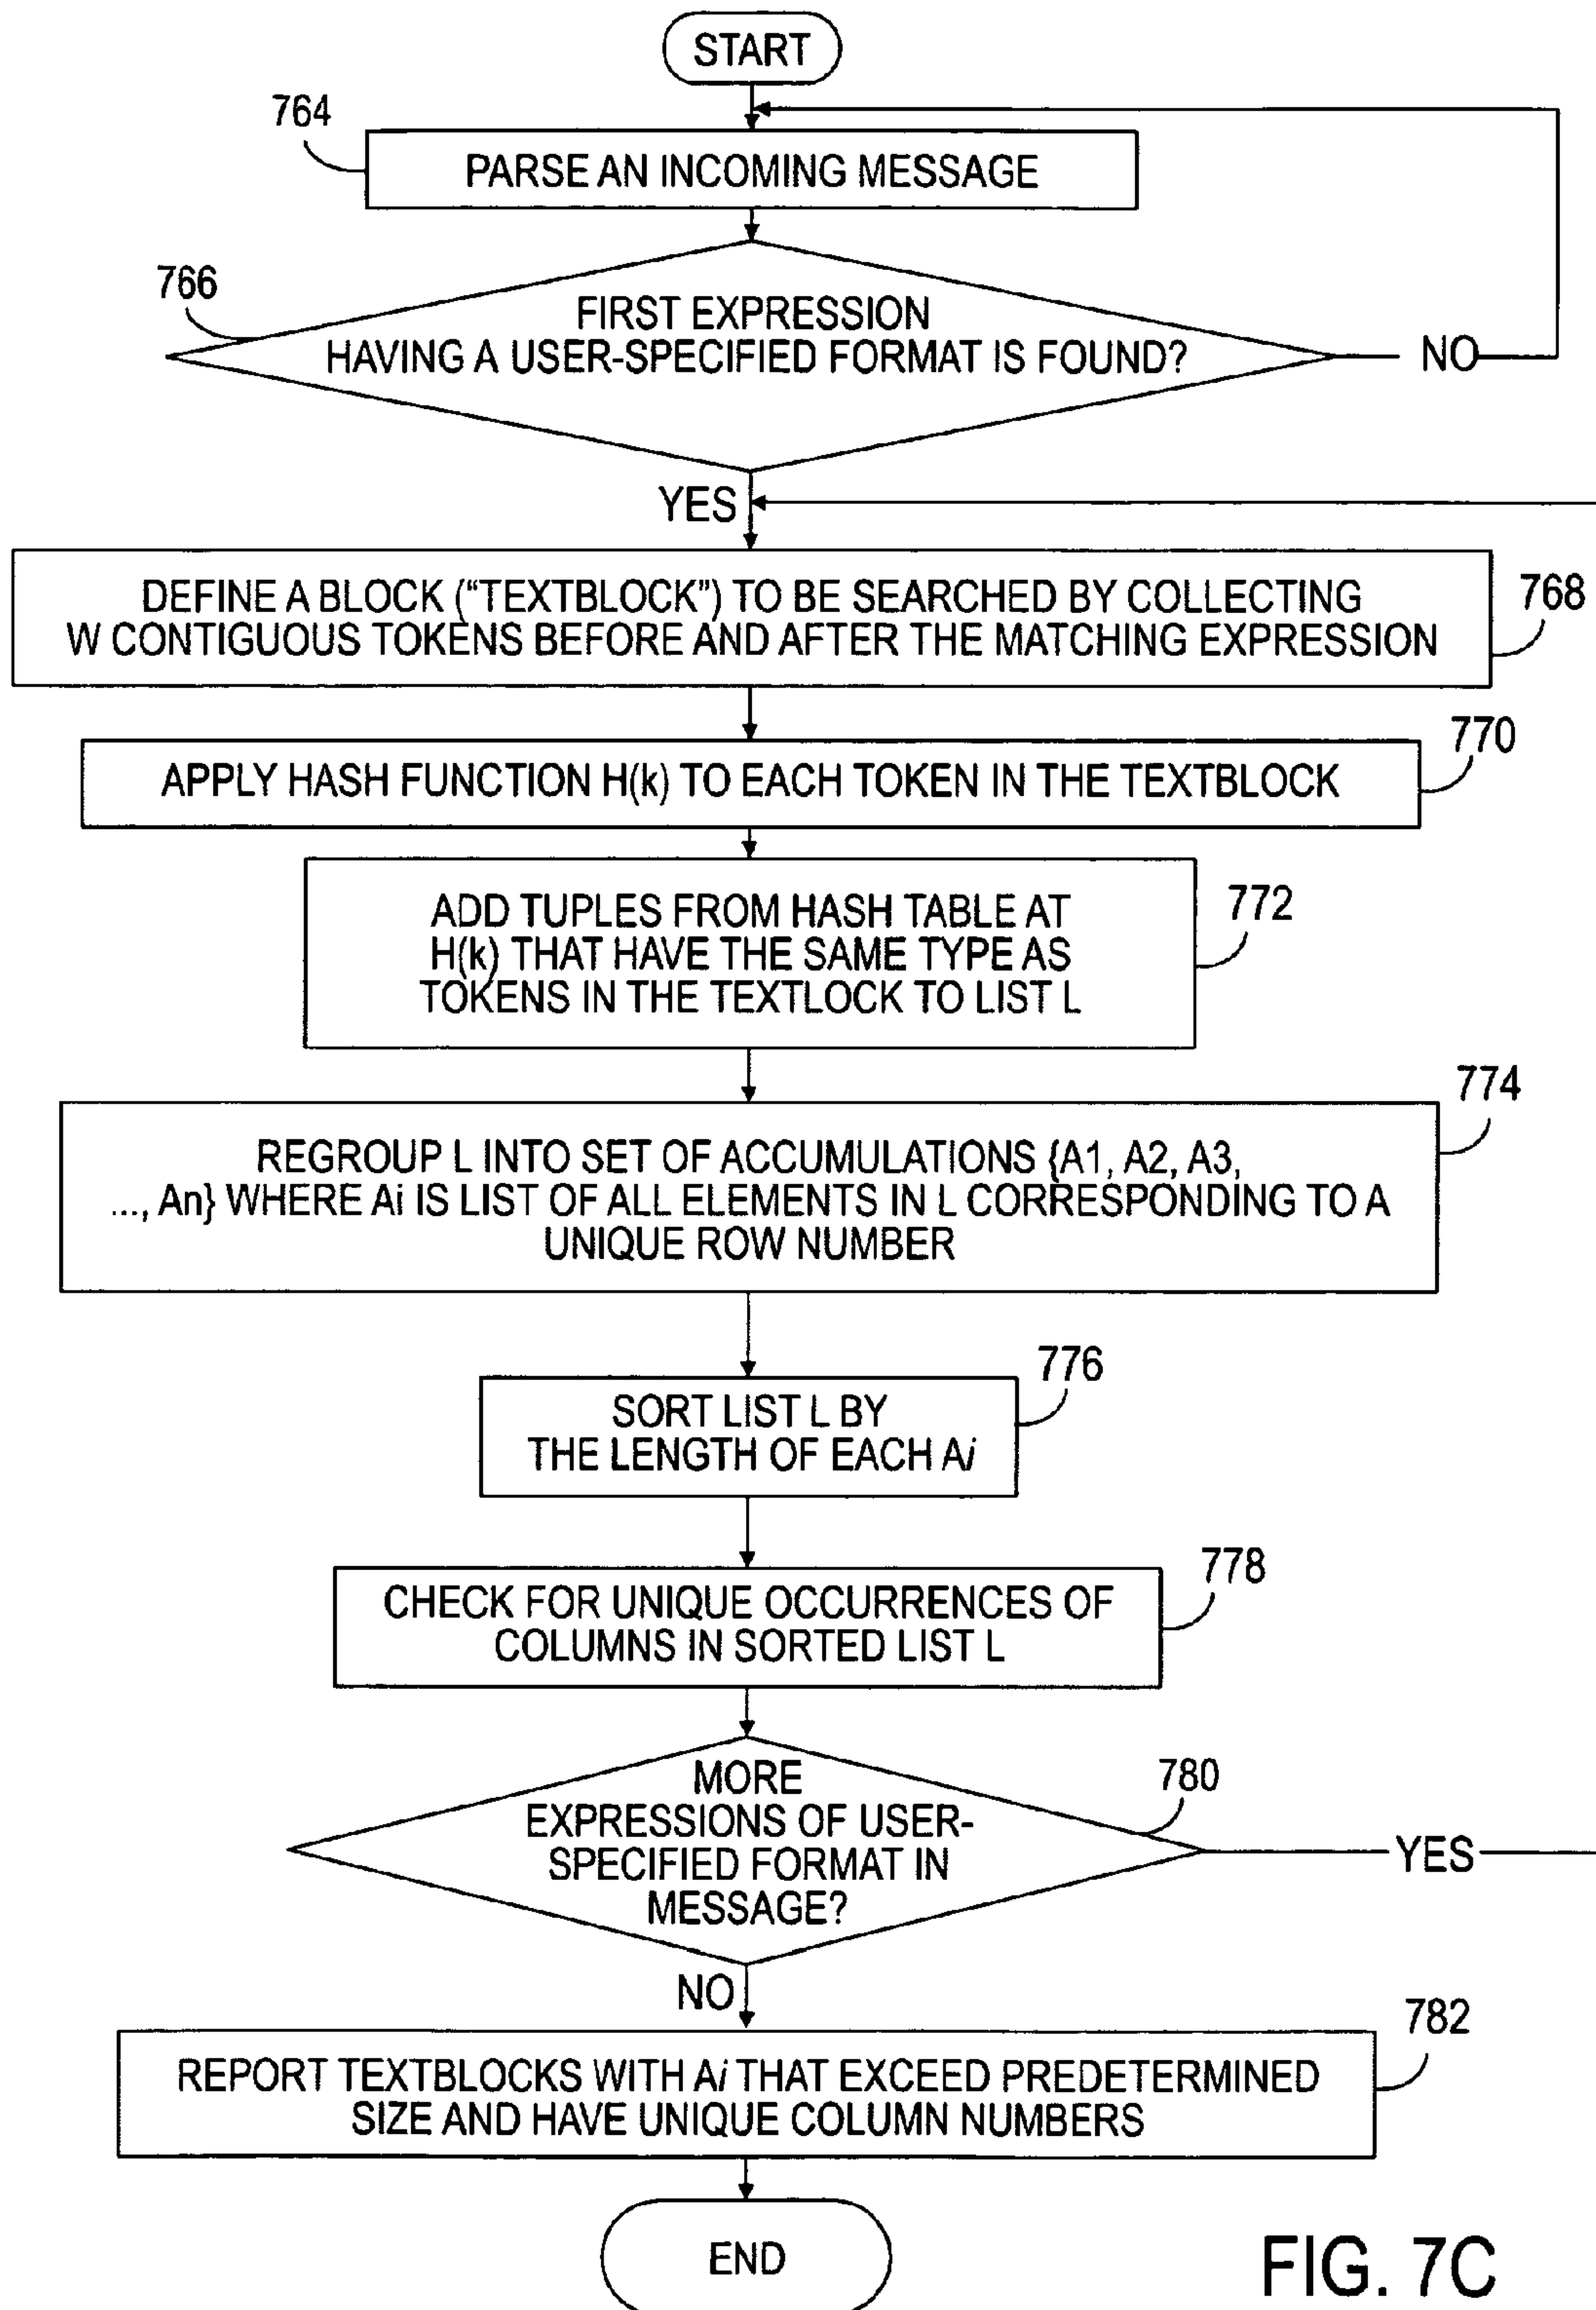 START
764
PARSE AN INCOMING MESSAGE
766
FIRST EXPRESSION
HAVING A USER-SPECIFIED FORMAT IS FOUND?
NO
YES
DEFINE A BLOCK (“TEXTBLOCK”) TO BE SEARCHED BY COLLECTING
W CONTIGUOUS TOKENS BEFORE AND AFTER THE MATCHING EXPRESSION
768
770
APPLY HASH FUNCTION H(k) TO EACH TOKEN IN THE TEXTBLOCK
ADD TUPLES FROM HASH TABLE AT
H(k) THAT HAVE THE SAME TYPE AS
TOKENS IN THE TEXTLOCK TO LIST L
772
774
REGROUP L INTO SET OF ACCUMULATIONS {A1, A2, A3,
..., An} WHERE Ai IS LIST OF ALL ELEMENTS IN L CORRESPONDING TO A
UNIQUE ROW NUMBER
776
SORT LIST L BY
THE LENGTH OF EACH Ai
778
CHECK FOR UNIQUE OCCURRENCES OF
COLUMNS IN SORTED LIST L
MORE
EXPRESSIONS OF USER-
SPECIFIED FORMAT IN
MESSAGE?
780
YES
NO
782
REPORT TEXTBLOCKS WITH Ai THAT EXCEED PREDETERMINED
SIZE AND HAVE UNIQUE COLUMN NUMBERS
END
FIG. 7C